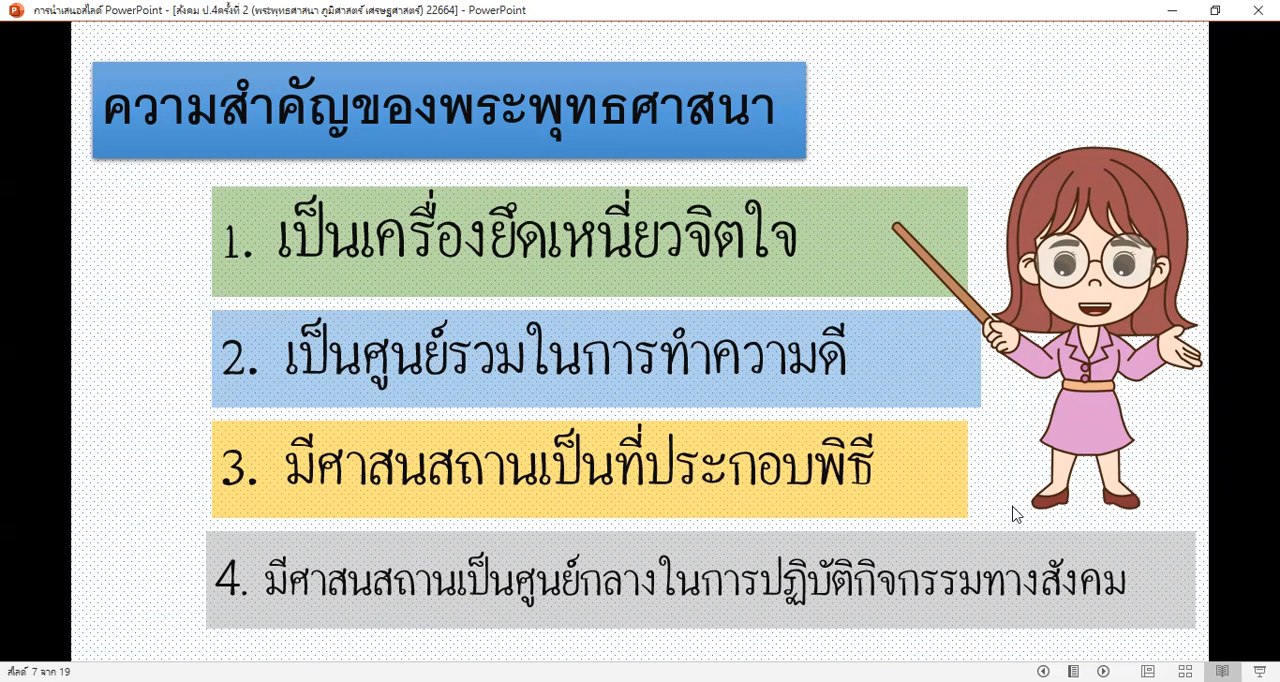 การนำเสนอสไลด์ PowerPoint - [สังคม ป.4ครั้งที่ 2 (พระพุทธศาสนา ภูมิศาสตร์ เศรษฐศาสตร์) 22664] - PowerPoint
ความสำคัญของพระพุทธศาสนา
1. เป็นเครื่องยึดเหนี่ยวจิตใจ
2. เป็นศูนย์รวมในการทำความดี
3. มีศาสนสถานเป็นที่ประกอบพิธี
4. มีศาสนสถานเป็นศูนย์กลางในการปฏิบัติกิจกรรมทางสังคม
สไลด์ 7 จาก 19